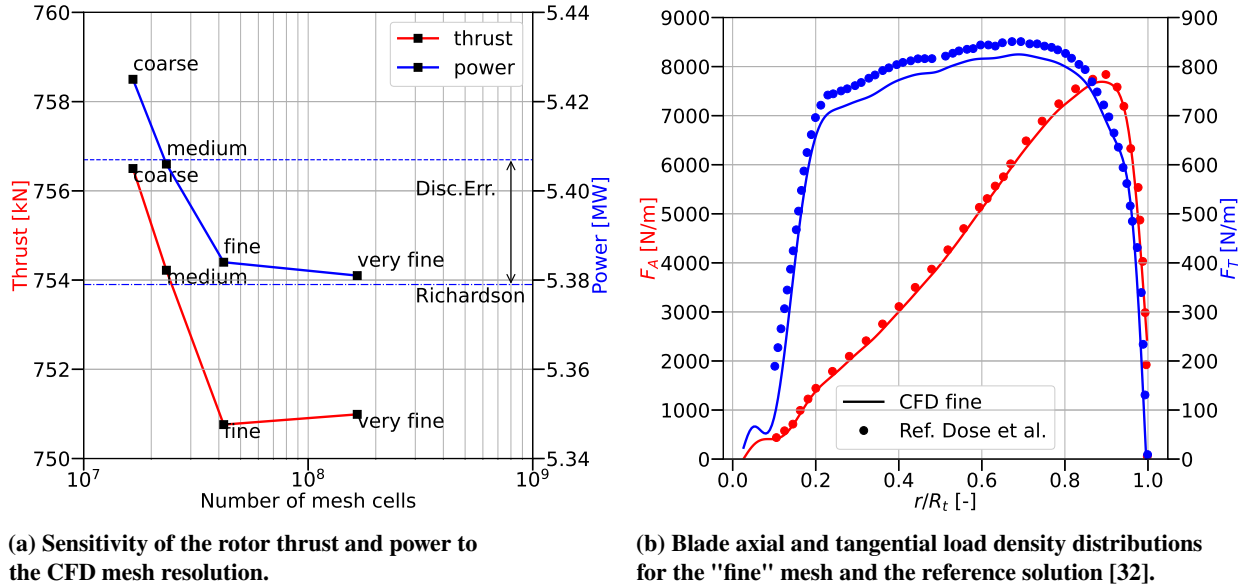 760
758
756
754
752
750
Thrust [kN]
10^7
10^8
10^9
Number of mesh cells
5.44
5.42
5.40
5.38
5.36
5.34
Power [MW]
thrust
power
coarse
medium
coarse
Disc.Err.
fine
very fine
medium
Richardson
fine
very fine
(a) Sensitivity of the rotor thrust and power to
the CFD mesh resolution.
9000
8000
7000
6000
5000
4000
3000
2000
1000
0
F_A [N/m]
0.0
0.2
0.4
0.6
0.8
1.0
r/R_t [-]
900
800
700
600
500
400
300
200
100
0
F_T [N/m]
CFD fine
Ref. Dose et al.
(b) Blade axial and tangential load density distributions
for the "fine" mesh and the reference solution [32].